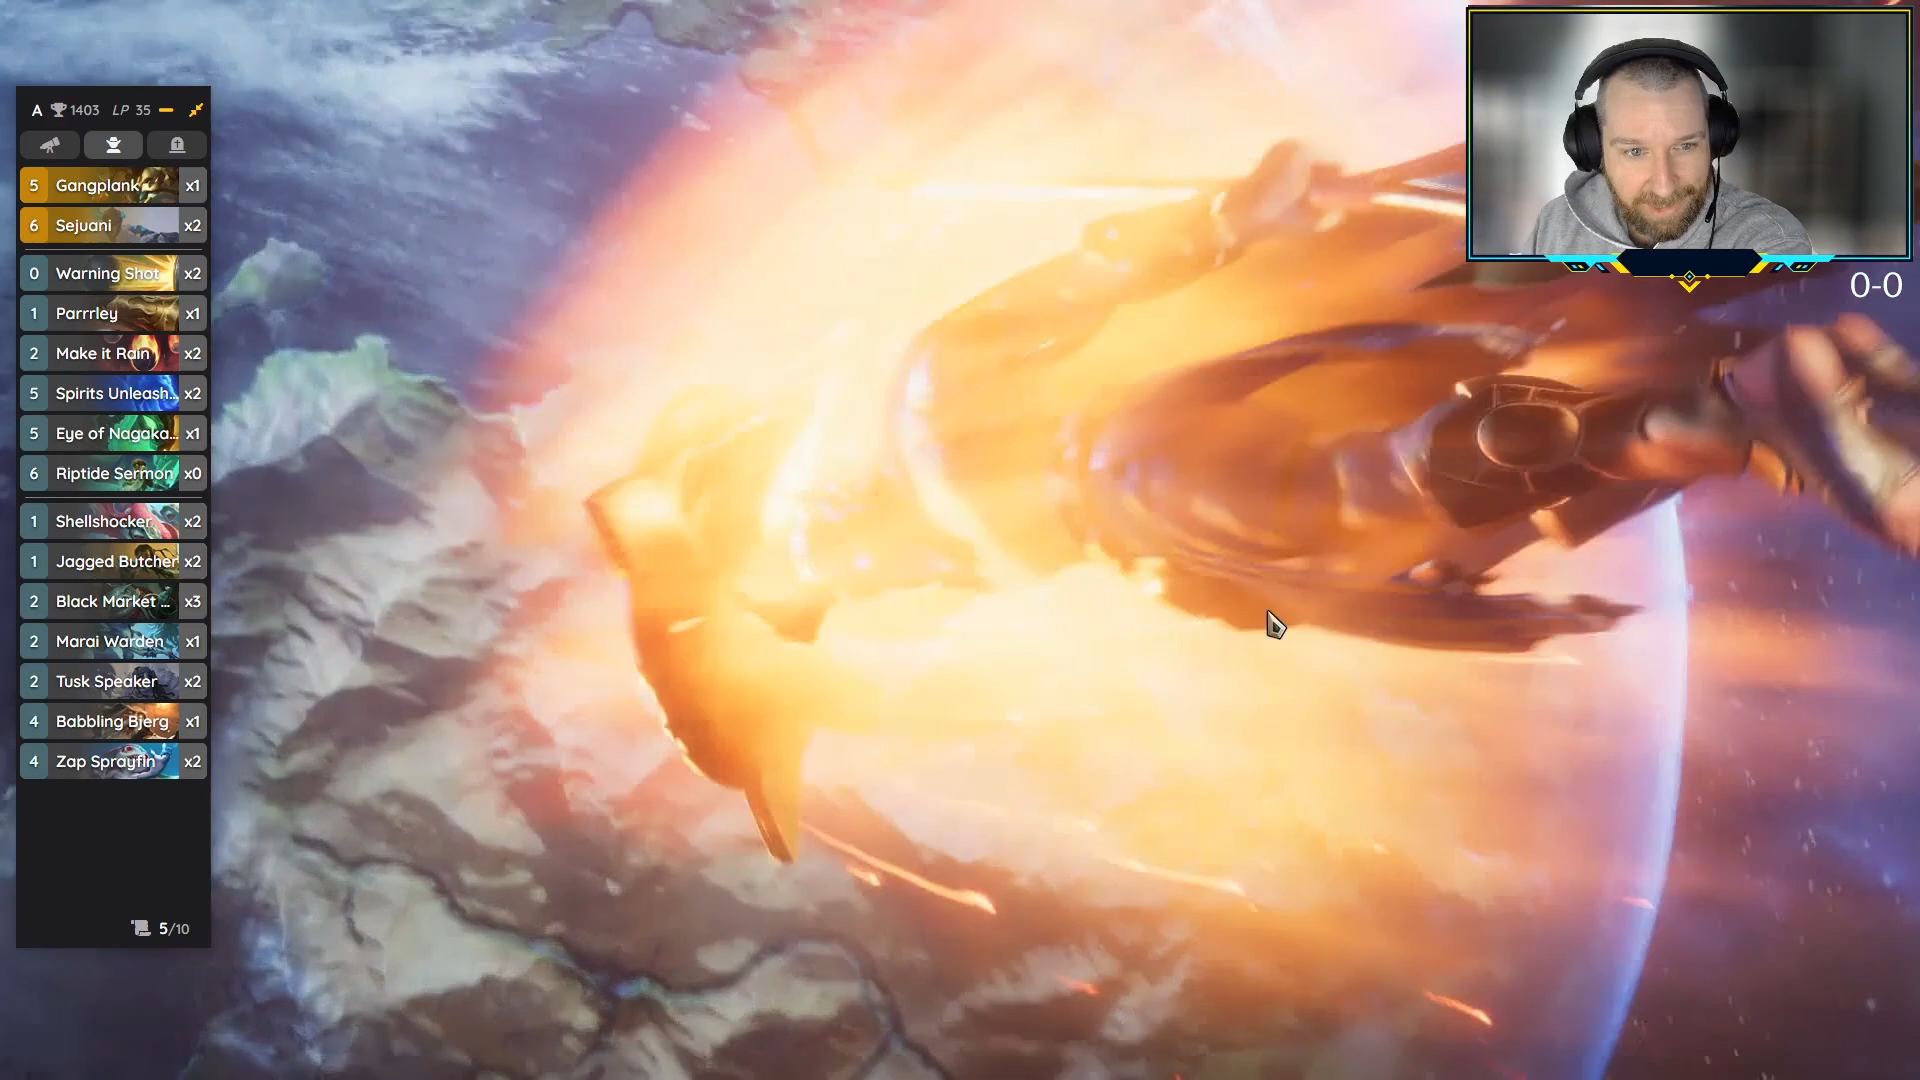 A 1403 LP 35
5 Gangplank x1
6 Sejuani x2
0 Warning Shot x2
1 Parrrley x1
2 Make it Rain x2
5 Spirits Unleash... x2
5 Eye of Nagaka... x1
6 Riptide Sermon x0
1 Shellshocker x2
1 Jagged Butcher x2
2 Black Market ... x3
2 Marai Warden x1
2 Tusk Speaker x2
4 Babbling Bjerg x1
4 Zap Sprayfin x2
5/10
0-0